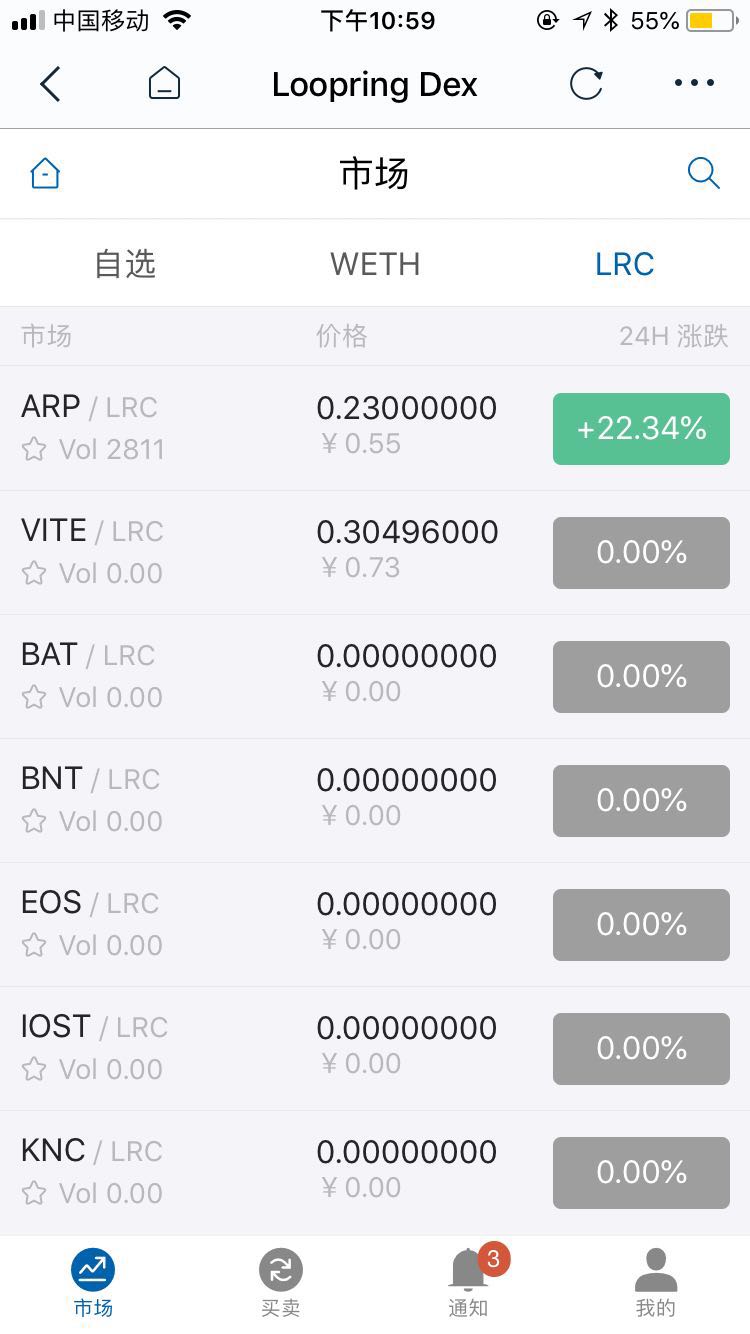 中国移动 下午10:59 55%
Loopring Dex
市场
自选 WETH LRC
市场 价格 24H 涨跌
ARP / LRC 0.23000000 +22.34%
Vol 2811 ¥ 0.55
VITE / LRC 0.30496000 0.00%
Vol 0.00 ¥ 0.73
BAT / LRC 0.00000000 0.00%
Vol 0.00 ¥ 0.00
BNT / LRC 0.00000000 0.00%
Vol 0.00 ¥ 0.00
EOS / LRC 0.00000000 0.00%
Vol 0.00 ¥ 0.00
IOST / LRC 0.00000000 0.00%
Vol 0.00 ¥ 0.00
KNC / LRC 0.00000000 0.00%
Vol 0.00 ¥ 0.00
3
市场 买卖 通知 我的